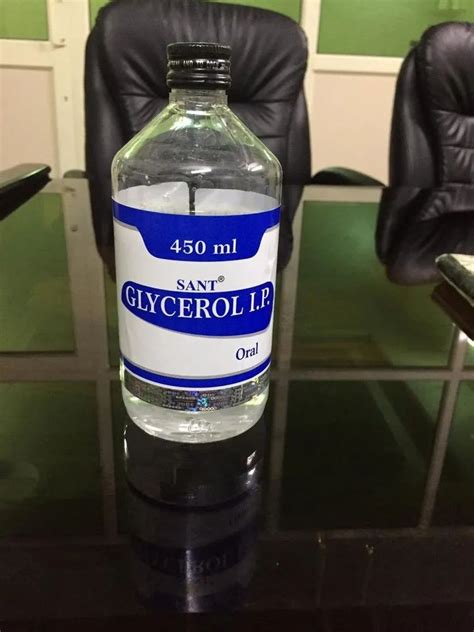 450 ml
SANT®
GLYCEROL I.P.
Oral